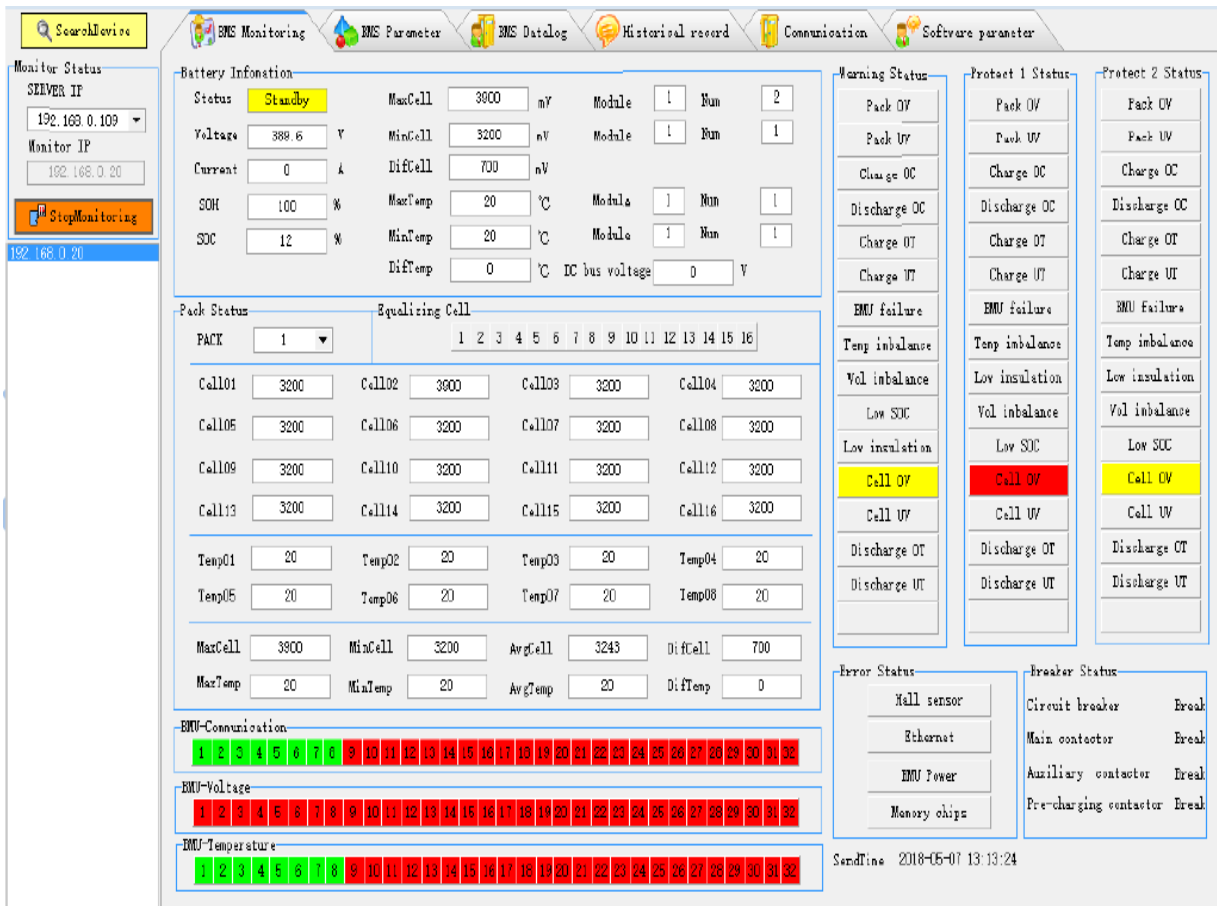 SearchDevice
BMS Monitoring BMS Parameter BMS Datalog Historical record Communication Software parameter
Monitor Status
SERVER IP
192.168.0.109
Monitor IP
192.168.0.20
StopMonitoring
192.168.0.20
Battery Infomation
Status Standby MaxCell 3900 mV Module 1 Num 2
Voltage 389.6 V MinCell 3200 mV Module 1 Num 1
Current 0 A DifCell 700 mV
SOH 100 % MaxTemp 20 ℃ Module 1 Num 1
SOC 12 % MinTemp 20 ℃ Module 1 Num 1
DifTemp 0 ℃ DC bus voltage 0 V
Pack Status
PACK 1
Equalizing Cell
1 2 3 4 5 6 7 8 9 10 11 12 13 14 15 16
Cell01 3200 Cell02 3900 Cell03 3200 Cell04 3200
Cell05 3200 Cell06 3200 Cell07 3200 Cell08 3200
Cell09 3200 Cell10 3200 Cell11 3200 Cell12 3200
Cell13 3200 Cell14 3200 Cell15 3200 Cell16 3200
Temp01 20 Temp02 20 Temp03 20 Temp04 20
Temp05 20 Temp06 20 Temp07 20 Temp08 20
MaxCell 3900 MinCell 3200 AvgCell 3243 DifCell 700
MaxTemp 20 MinTemp 20 AvgTemp 20 DifTemp 0
BMU-Communication
1 2 3 4 5 6 7 8 9 10 11 12 13 14 15 16 17 18 19 20 21 22 23 24 25 26 27 28 29 30 31 32
BMU-Voltage
1 2 3 4 5 6 7 8 9 10 11 12 13 14 15 16 17 18 19 20 21 22 23 24 25 26 27 28 29 30 31 32
BMU-Temperature
1 2 3 4 5 6 7 8 9 10 11 12 13 14 15 16 17 18 19 20 21 22 23 24 25 26 27 28 29 30 31 32
Warning Status
Pack OV
Pack UV
Charge OC
Discharge OC
Charge OT
Charge UT
BMU failure
Temp imbalance
Vol inbalance
Low SOC
Low insulation
Cell OV
Cell UV
Discharge OT
Discharge UT
Protect 1 Status
Pack OV
Pack UV
Charge OC
Discharge OC
Charge OT
Charge UT
BMU failure
Temp imbalance
Low insulation
Vol inbalance
Low SOC
Cell OV
Cell UV
Discharge OT
Discharge UT
Protect 2 Status
Pack OV
Pack UV
Charge OC
Discharge OC
Charge OT
Charge UT
BMU failure
Temp imbalance
Low insulation
Vol inbalance
Low SOC
Cell OV
Cell UV
Discharge OT
Discharge UT
Error Status
Hall sensor
Ethernet
BMU Power
Memory chips
Breaker Status
Circuit breaker Break
Main contactor Break
Auxiliary contactor Break
Pre-charging contactor Break
SendTime 2018-05-07 13:13:24